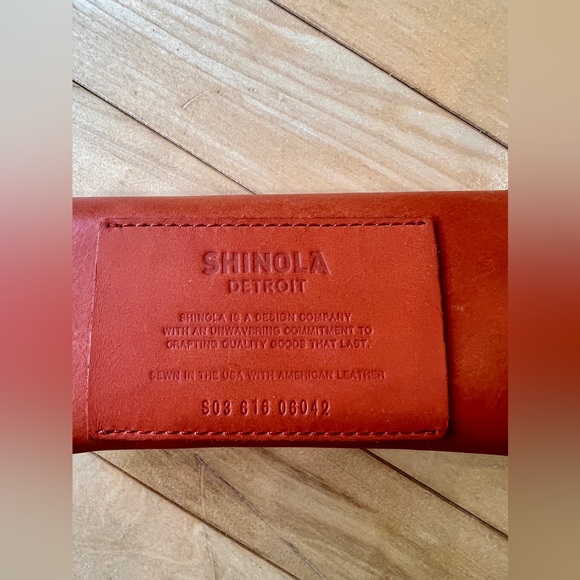 SHINOLA
DETROIT
SHINOLA IS A DESIGN COMPANY
WITH AN UNWAVERING COMMITMENT TO
CRAFTING QUALITY GOODS THAT LAST.
SEWN IN THE USA WITH AMERICAN LEATHER
S03 616 06042